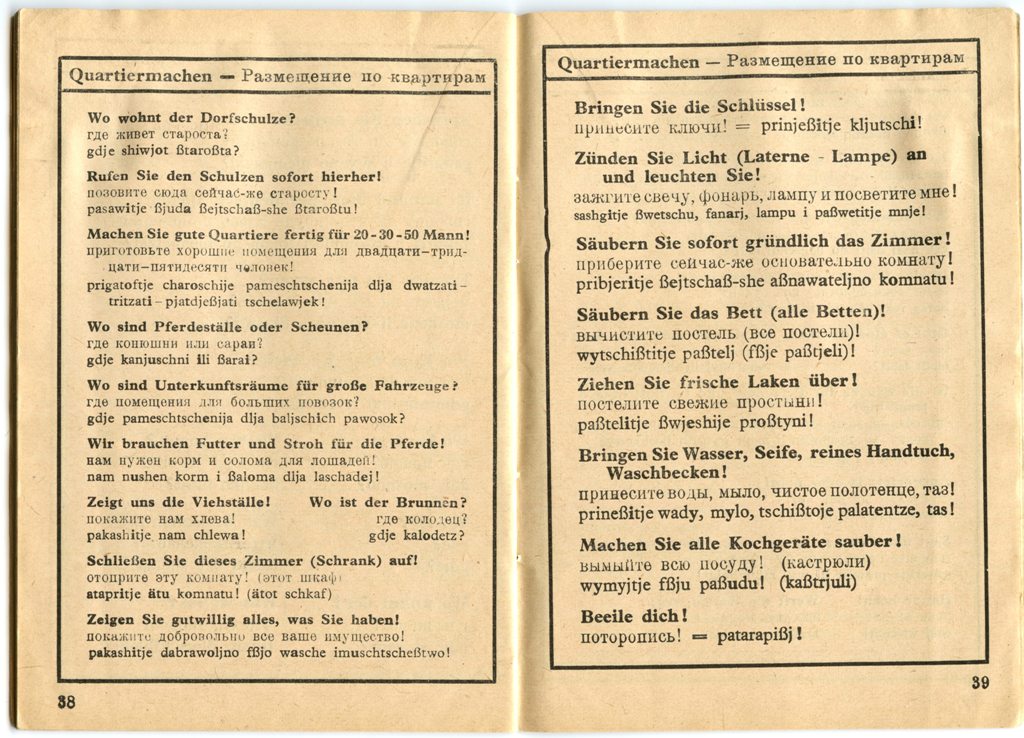 Quartiermachen — Размещение по квартирам
Wo wohnt der Dorfschulze?
где живет староста?
gdje shiwjot ßtaroßta?
Rufen Sie den Schulzen sofort hierher!
позовите сюда сейчас-же старосту!
pasawitje ßjuda ßejtschaß-she ßtaroßtu!
Machen Sie gute Quartiere fertig für 20-30-50 Mann!
приготовьте хорошие помещения для двадцати—трид-
цати—пятидесяти человек!
prigatoftje charoschije pameschtschenija dlja dwatzati-
tritzati-pjatdjeßjati tschelawjek!
Wo sind Pferdeställe oder Scheunen?
где конюшни или сараи?
gdje kanjuschni ili ßarai?
Wo sind Unterkunftsräume für große Fahrzeuge?
где помещения для больших повозок?
gdje pameschtschenija dlja baljschich pawosok?
Wir brauchen Futter und Stroh für die Pferde!
нам нужен корм и солома для лошадей!
nam nushen korm i ßaloma dlja laschadej!
Zeigt uns die Viehställe! Wo ist der Brunnen?
покажите нам хлева! где колодец?
pakashitje nam chlewa! gdje kalodetz?
Schließen Sie dieses Zimmer (Schrank) auf!
отоприте эту комнату! (этот шкаф)
atapritje ätu komnatu! (ätot schkaf)
Zeigen Sie gutwillig alles, was Sie haben!
покажите добровольно все ваше имущество!
pakashitje dabrawoljno fßjo wasche imuschtscheßtwo!
38
Quartiermachen — Размещение по квартирам
Bringen Sie die Schlüssel!
принесите ключи! = prinjeßitje kljutschi!
Zünden Sie Licht (Laterne - Lampe) an
und leuchten Sie!
зажгите свечу, фонарь, лампу и посветите мне!
sashgitje ßwetschu, fanarj, lampu i paßwetitje mnje!
Säubern Sie sofort gründlich das Zimmer!
приберите сейчас-же основательно комнату!
pribjeritje ßejtschaß-she aßnawateljno komnatu!
Säubern Sie das Bett (alle Betten)!
вычистите постель (все постели)!
wytschißtitje paßtelj (fßje paßtjeli)!
Ziehen Sie frische Laken über!
постелите свежие простыни!
paßtelitje ßwjeshije proßtyni!
Bringen Sie Wasser, Seife, reines Handtuch,
Waschbecken!
принесите воды, мыло, чистое полотенце, таз!
prineßitje wady, mylo, tschißtoje palatentze, tas!
Machen Sie alle Kochgeräte sauber!
вымыйте всю посуду! (кастрюли)
wymyjtje fßju paßudu! (kaßtrjuli)
Beeile dich!
поторопись! = patarapißj!
39